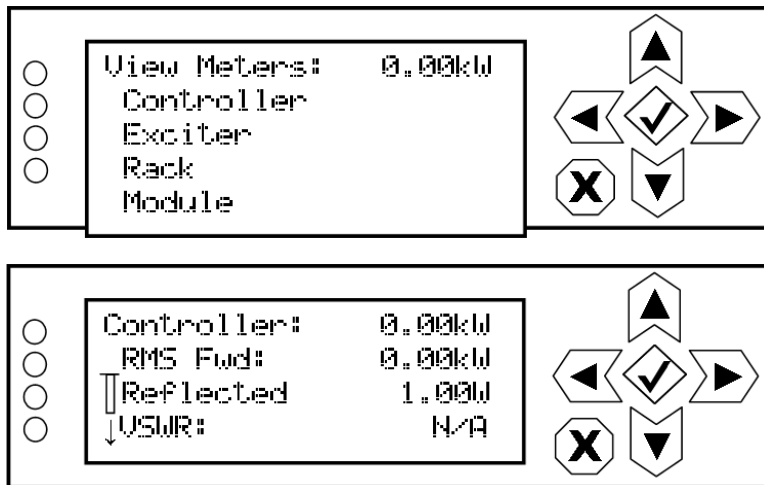 View Meters: 0.00kW
Controller
Exciter
Rack
Module
Controller: 0.00kW
RMS Fwd: 0.00kW
Reflected 1.00W
↓VSWR: N/A